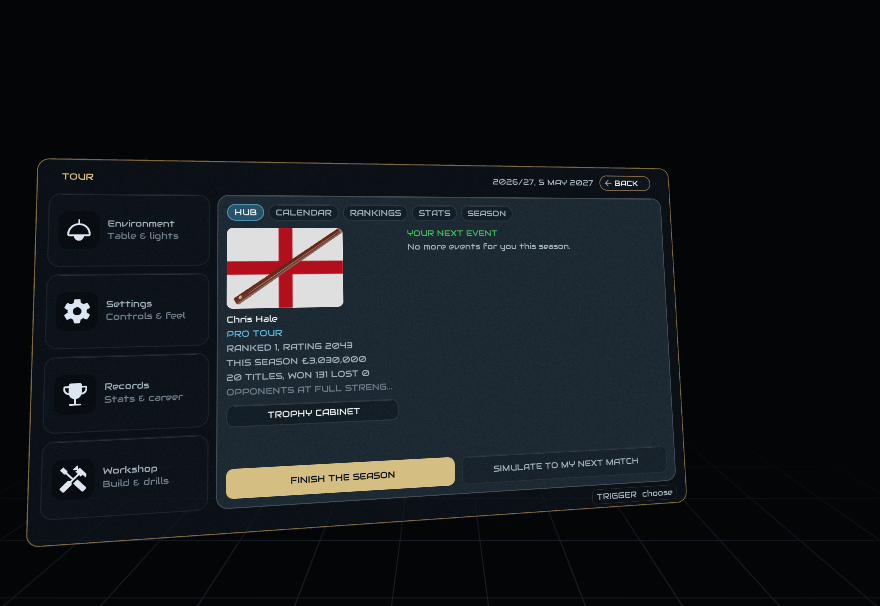 TOUR
2026/27, 5 MAY 2027
← BACK
Environment
Table & lights
Settings
Controls & feel
Records
Stats & career
Workshop
Build & drills
HUB
CALENDAR
RANKINGS
STATS
SEASON
Chris Hale
PRO TOUR
RANKED 1, RATING 2043
THIS SEASON £3,030,000
20 TITLES, WON 131 LOST 0
OPPONENTS AT FULL STRENG...
TROPHY CABINET
YOUR NEXT EVENT
No more events for you this season.
FINISH THE SEASON
SIMULATE TO MY NEXT MATCH
TRIGGER choose